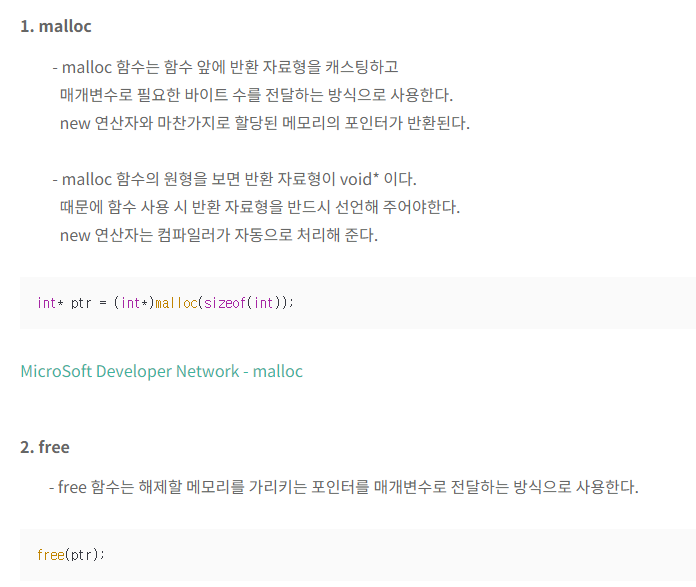 1. malloc
- malloc 함수는 함수 앞에 반환 자료형을 캐스팅하고
매개변수로 필요한 바이트 수를 전달하는 방식으로 사용한다.
new 연산자와 마찬가지로 할당된 메모리의 포인터가 반환된다.
- malloc 함수의 원형을 보면 반환 자료형이 void* 이다.
때문에 함수 사용 시 반환 자료형을 반드시 선언해 주어야한다.
new 연산자는 컴파일러가 자동으로 처리해 준다.
int* ptr = (int*)malloc(sizeof(int));
MicroSoft Developer Network - malloc
2. free
- free 함수는 해제할 메모리를 가리키는 포인터를 매개변수로 전달하는 방식으로 사용한다.
free(ptr);